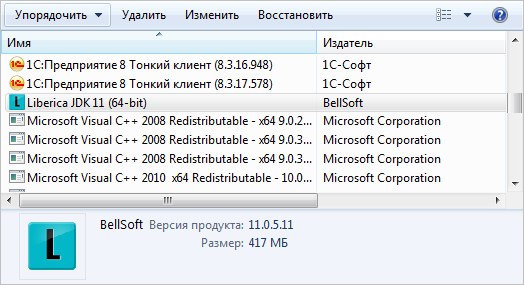 Упорядочить Удалить Изменить Восстановить
Имя Издатель
1С:Предприятие 8 Тонкий клиент (8.3.16.948) 1С-Софт
1С:Предприятие 8 Тонкий клиент (8.3.17.578) 1С-Софт
Liberica JDK 11 (64-bit) BellSoft
Microsoft Visual C++ 2008 Redistributable - x64 9.0.2... Microsoft Corporation
Microsoft Visual C++ 2008 Redistributable - x64 9.0.3... Microsoft Corporation
Microsoft Visual C++ 2008 Redistributable - x64 9.0.3... Microsoft Corporation
Microsoft Visual C++ 2010 x64 Redistributable - 10.0... Microsoft Corporation
BellSoft Версия продукта: 11.0.5.11
Размер: 417 МБ
L